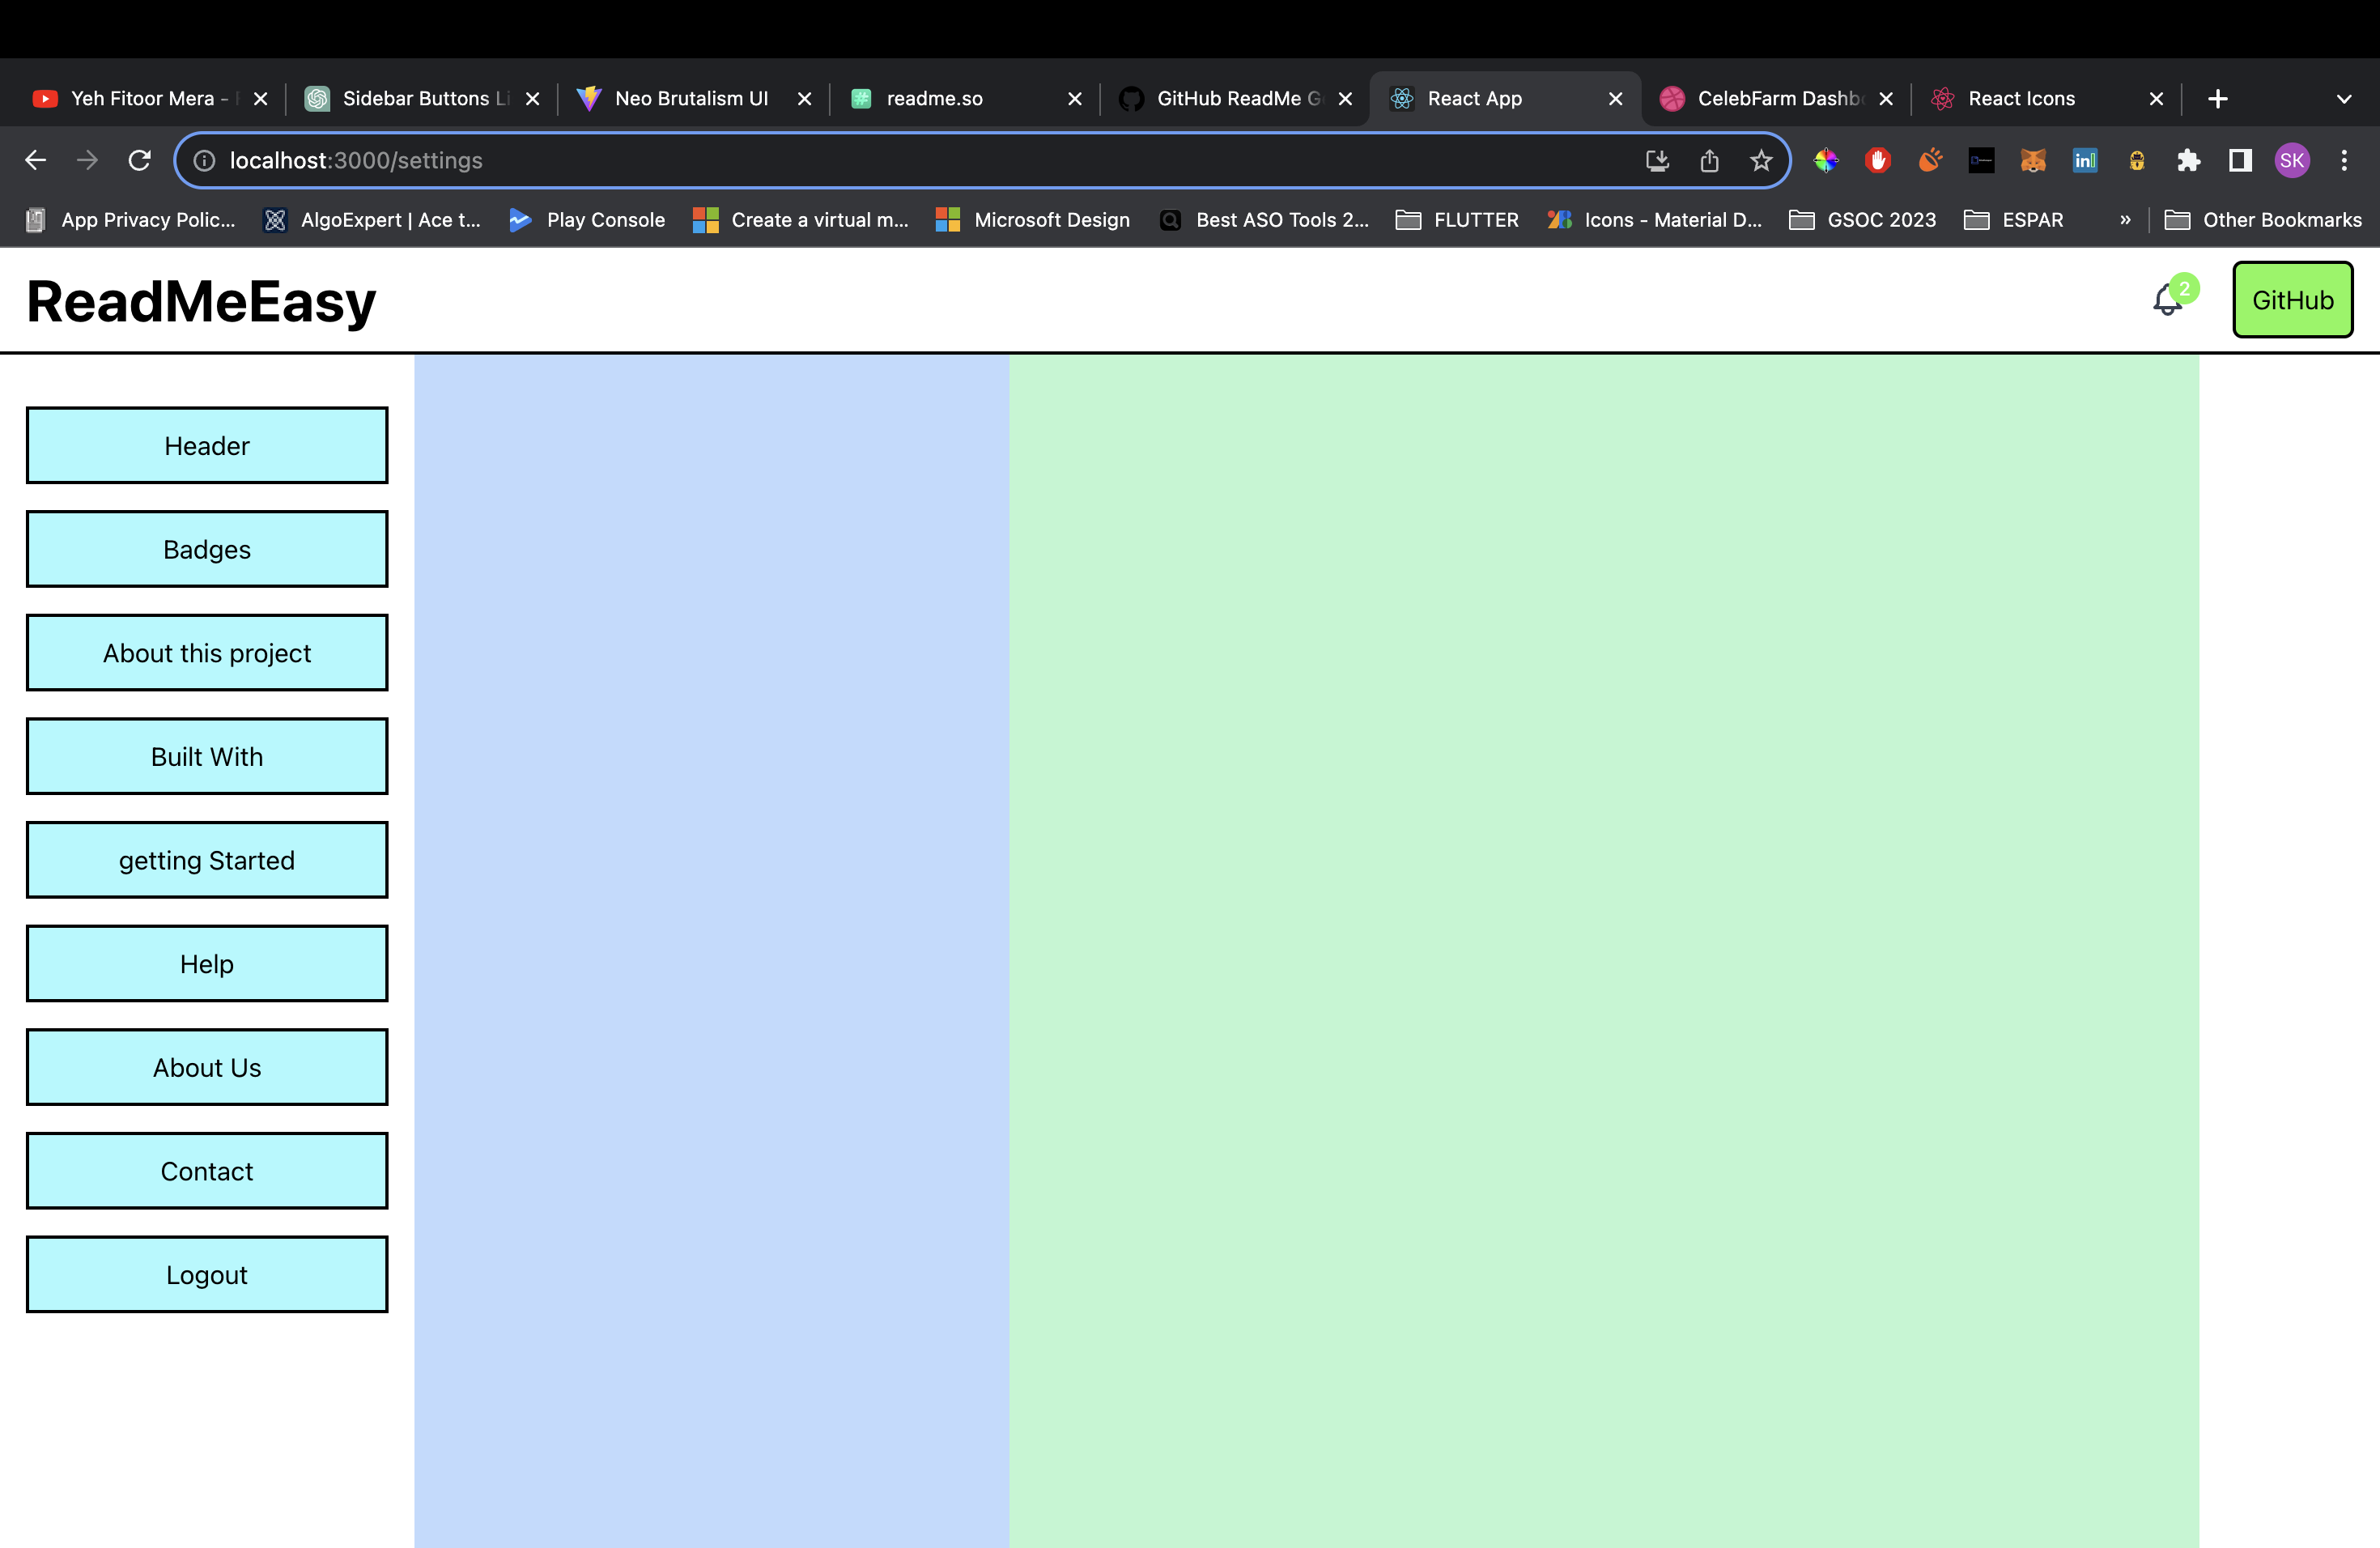 Yeh Fitoor Mera -
Sidebar Buttons Li
Neo Brutalism UI
readme.so
GitHub ReadMe G
React App
CelebFarm Dashb
React Icons
localhost:3000/settings
SK
App Privacy Polic...
AlgoExpert | Ace t...
Play Console
Create a virtual m...
Microsoft Design
Best ASO Tools 2...
FLUTTER
Icons - Material D...
GSOC 2023
ESPAR
»
Other Bookmarks
ReadMeEasy
2
GitHub
Header
Badges
About this project
Built With
getting Started
Help
About Us
Contact
Logout